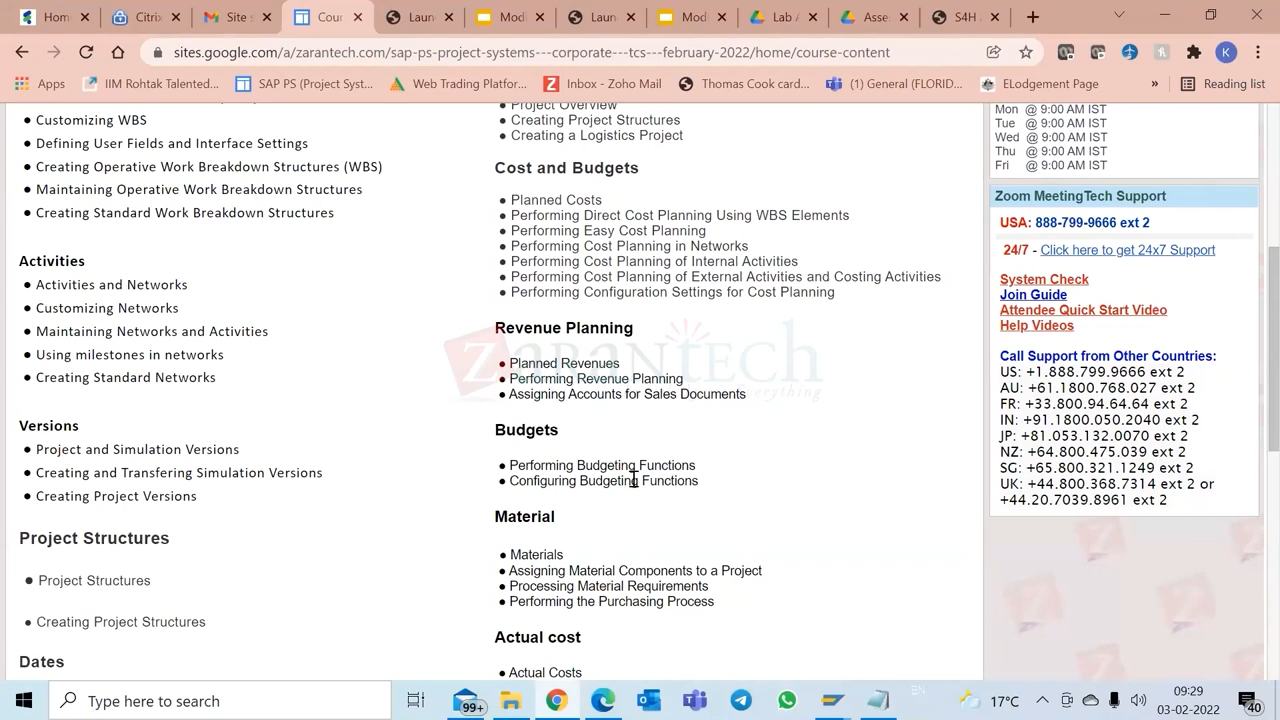 Home
Citrix
Site s
Cour
Laun
Modi
Laun
Modi
Lab A
Asse
S4H
sites.google.com/a/zarantech.com/sap-ps-project-systems---corporate---tcs---february-2022/home/course-content
K
Apps
IIM Rohtak Talented...
SAP PS (Project Syst...
Web Trading Platfor...
Inbox - Zoho Mail
Thomas Cook card...
(1) General (FLORID...
ELodgement Paypal
»
Reading list
● Customizing WBS
● Defining User Fields and Interface Settings
● Creating Operative Work Breakdown Structures (WBS)
● Maintaining Operative Work Breakdown Structures
● Creating Standard Work Breakdown Structures
Activities
● Activities and Networks
● Customizing Networks
● Maintaining Networks and Activities
● Using milestones in networks
● Creating Standard Networks
Versions
● Project and Simulation Versions
● Creating and Transfering Simulation Versions
● Creating Project Versions
Project Structures
● Project Structures
● Creating Project Structures
Dates
● Project Overview
● Creating Project Structures
● Creating a Logistics Project
Cost and Budgets
● Planned Costs
● Performing Direct Cost Planning Using WBS Elements
● Performing Easy Cost Planning
● Performing Cost Planning in Networks
● Performing Cost Planning of Internal Activities
● Performing Cost Planning of External Activities and Costing Activities
● Performing Configuration Settings for Cost Planning
Revenue Planning
● Planned Revenues
● Performing Revenue Planning
● Assigning Accounts for Sales Documents
Budgets
● Performing Budgeting Functions
● Configuring Budgeting Functions
Material
● Materials
● Assigning Material Components to a Project
● Processing Material Requirements
● Performing the Purchasing Process
Actual cost
● Actual Costs
zarantech
Mon @ 9:00 AM IST
Tue @ 9:00 AM IST
Wed @ 9:00 AM IST
Thu @ 9:00 AM IST
Fri @ 9:00 AM IST
Zoom MeetingTech Support
USA: 888-799-9666 ext 2
24/7 - Click here to get 24x7 Support
System Check
Join Guide
Attendee Quick Start Video
Help Videos
Call Support from Other Countries:
US: +1.888.799.9666 ext 2
AU: +61.1800.768.027 ext 2
FR: +33.800.94.64.64 ext 2
IN: +91.1800.050.2040 ext 2
JP: +81.053.132.0070 ext 2
NZ: +64.800.475.039 ext 2
SG: +65.800.321.1249 ext 2
UK: +44.800.368.7314 ext 2 or
+44.20.7039.8961 ext 2
Type here to search
99+
EN
17°C
09:29
03-02-2022
40